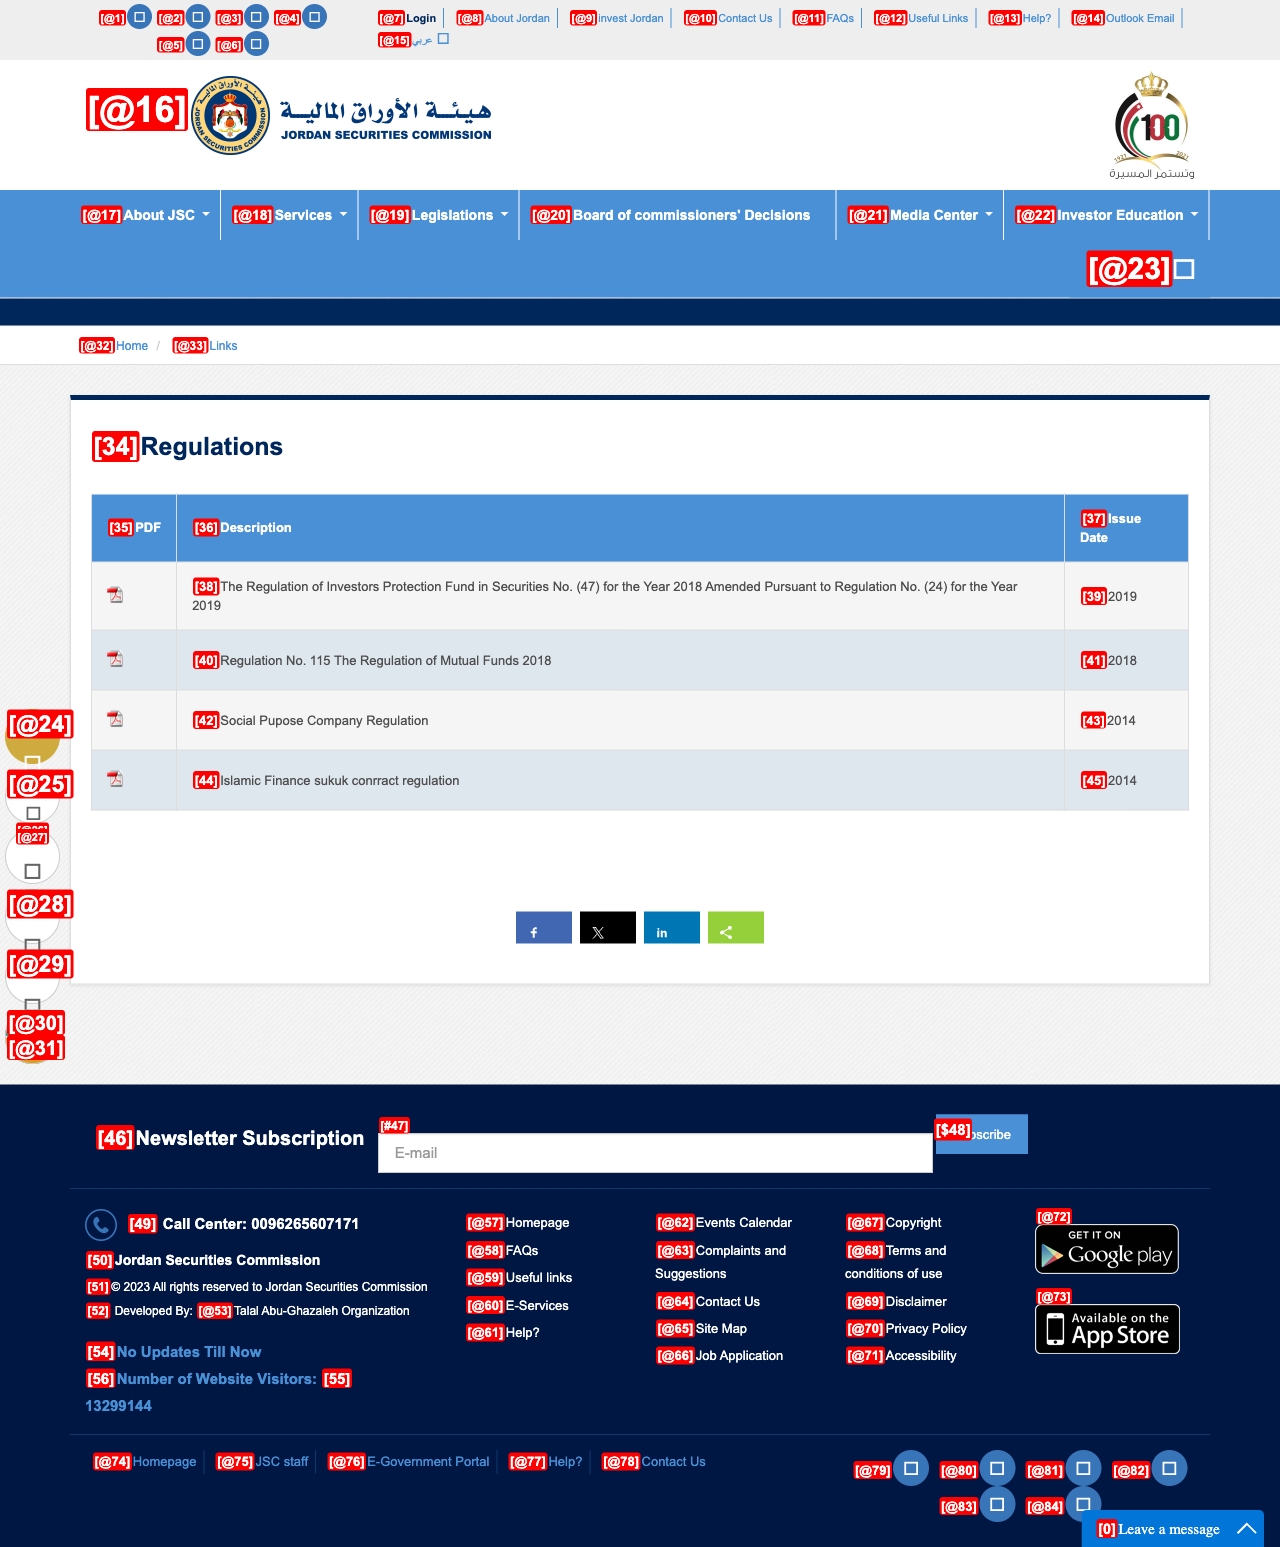 [@1] [@2] [@3] [@4]
[@5] [@6]
[@7] Login [@8] About Jordan [@9] invest Jordan [@10] Contact Us [@11] FAQs [@12] Useful Links [@13] Help? [@14] Outlook Email
[@15] عربي
[@16] هيئة الأوراق المالية
JORDAN SECURITIES COMMISSION
هيئة الأوراق المالية
JORDAN SECURITIES COMMISSION
100
1921 2021
وتستمر المسيرة
[@17] About JSC [@18] Services [@19] Legislations [@20] Board of commissioners' Decisions [@21] Media Center [@22] Investor Education
[@23]
[@32] Home / [@33] Links
[34] Regulations
[35] PDF [36] Description [37] Issue Date
[38] The Regulation of Investors Protection Fund in Securities No. (47) for the Year 2018 Amended Pursuant to Regulation No. (24) for the Year
2019 [39] 2019
[40] Regulation No. 115 The Regulation of Mutual Funds 2018 [41] 2018
[42] Social Pupose Company Regulation [43] 2014
[44] Islamic Finance sukuk conrract regulation [45] 2014
[@24]
[@25]
[@27]
[@28]
[@29]
[@30]
[@31]
[46] Newsletter Subscription [#47] E-mail [$48] bscribe
[49] Call Center: 0096265607171
[50] Jordan Securities Commission
[51] © 2023 All rights reserved to Jordan Securities Commission
[52] Developed By: [@53] Talal Abu-Ghazaleh Organization
[54] No Updates Till Now
[56] Number of Website Visitors: [55]
13299144
[@57] Homepage
[@58] FAQs
[@59] Useful links
[@60] E-Services
[@61] Help?
[@62] Events Calendar
[@63] Complaints and
Suggestions
[@64] Contact Us
[@65] Site Map
[@66] Job Application
[@67] Copyright
[@68] Terms and
conditions of use
[@69] Disclaimer
[@70] Privacy Policy
[@71] Accessibility
[@72]
GET IT ON
Google play
[@73]
Available on the
App Store
[@74] Homepage [@75] JSC staff [@76] E-Government Portal [@77] Help? [@78] Contact Us
[@79] [@80] [@81] [@82]
[@83] [@84]
[0] Leave a message